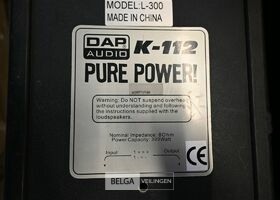 MODEL: L-300
MADE IN CHINA
DAP
AUDIO
K-112
PURE POWER!
Warning: Do NOT suspend overhead
without understanding and following
the instructions supplied with the
loudspeakers.
Nominal Impedance: 8Ohm
Power Capacity: 300Watt
Input
Output
CE
BELGA VEILINGEN